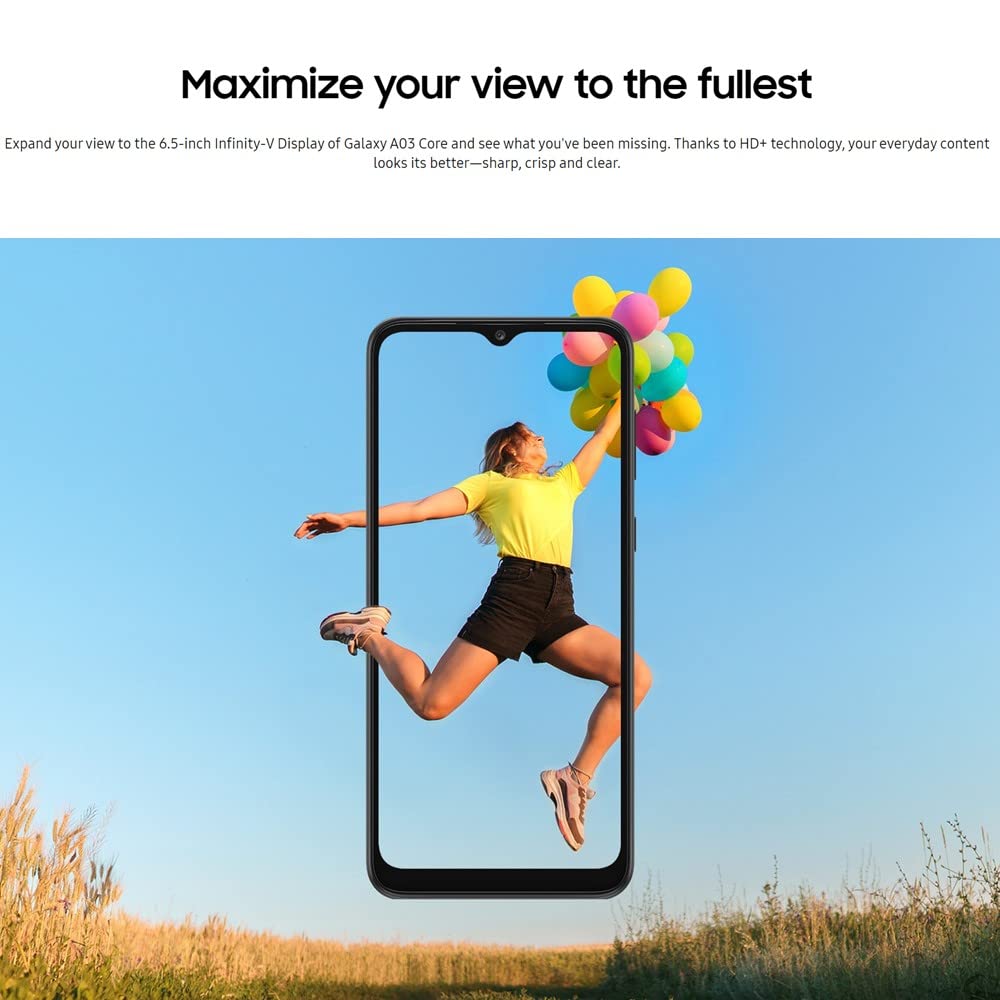 Maximize your view to the fullest
Expand your view to the 6.5-inch Infinity-V Display of Galaxy A03 Core and see what you've been missing. Thanks to HD+ technology, your everyday content
looks its better—sharp, crisp and clear.